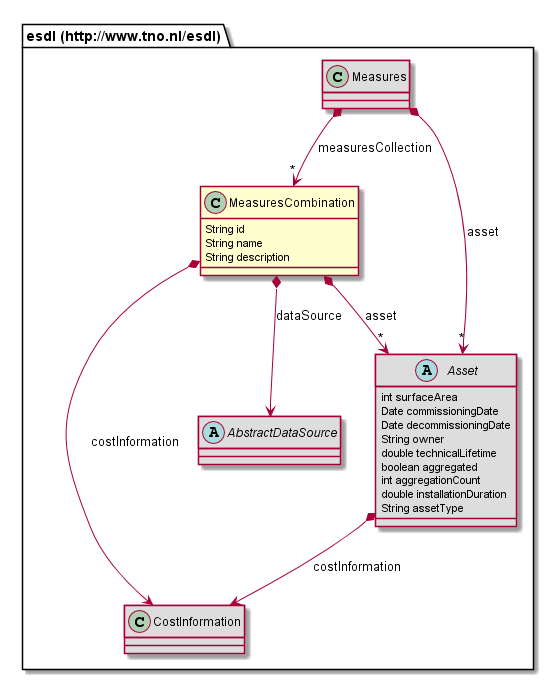 esdl (http://www.tno.nl/esdl)
C Measures
measuresCollection
*
C MeasuresCombination
String id
String name
String description
asset
*
dataSource
asset
*
A Asset
int surfaceArea
Date commissioningDate
Date decommissioningDate
String owner
double technicalLifetime
boolean aggregated
int aggregationCount
double installationDuration
String assetType
A AbstractDataSource
costInformation
costInformation
C CostInformation